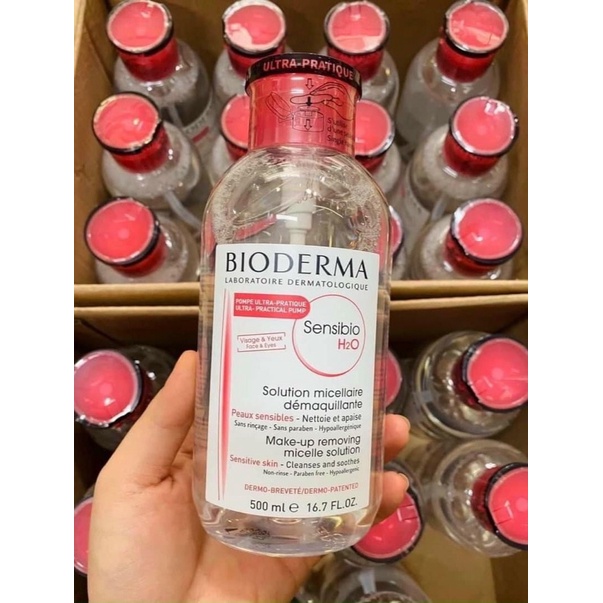 ULTRA-PRATIQUE
BIODERMA
LABORATOIRE DERMATOLOGIQUE
POMPE ULTRA-PRATIQUE
ULTRA-PRACTICAL PUMP
Visage & Yeux
Face & Eyes
Sensibio
H2O
Solution micellaire
démaquillante
Peaux sensibles - Nettoie et apaise
Sans rinçage - Sans paraben - Hypoallergénique
Make-up removing
micelle solution
Sensitive skin - Cleanses and soothes
Non-rinse - Paraben free - Hypoallergenic
DERMO-BREVETÉ/DERMO-PATENTED
500 ml e 16.7 FL.OZ.